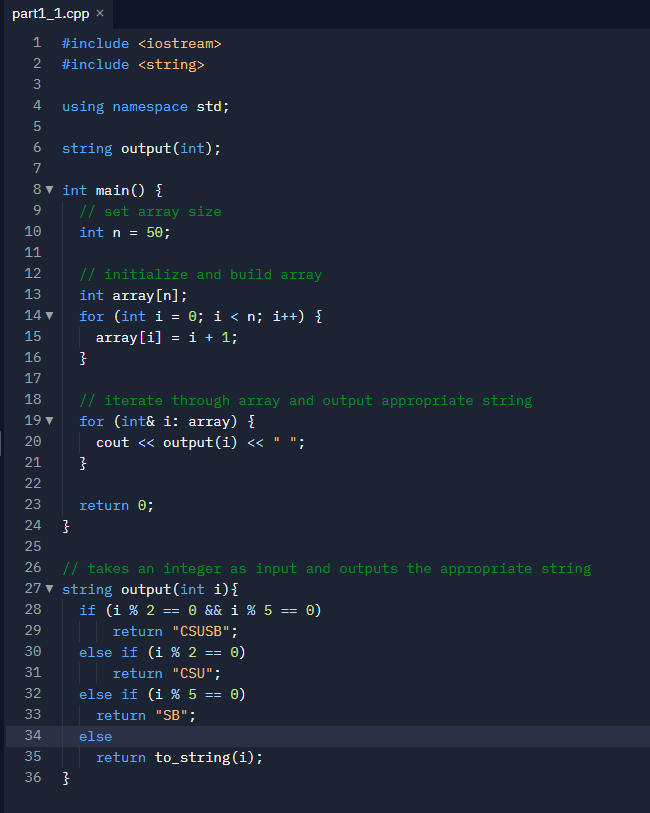 part1_1.cpp ×
1 #include <iostream>
2 #include <string>
3
4 using namespace std;
5
6 string output(int);
7
8 int main() {
9 // set array size
10 int n = 50;
11
12 // initialize and build array
13 int array[n];
14 for (int i = 0; i < n; i++) {
15 array[i] = i + 1;
16 }
17
18 // iterate through array and output appropriate string
19 for (int& i: array) {
20 cout << output(i) << " ";
21 }
22
23 return 0;
24 }
25
26 // takes an integer as input and outputs the appropriate string
27 string output(int i){
28 if (i % 2 == 0 && i % 5 == 0)
29 return "CSUSB";
30 else if (i % 2 == 0)
31 return "CSU";
32 else if (i % 5 == 0)
33 return "SB";
34 else
35 return to_string(i);
36 }